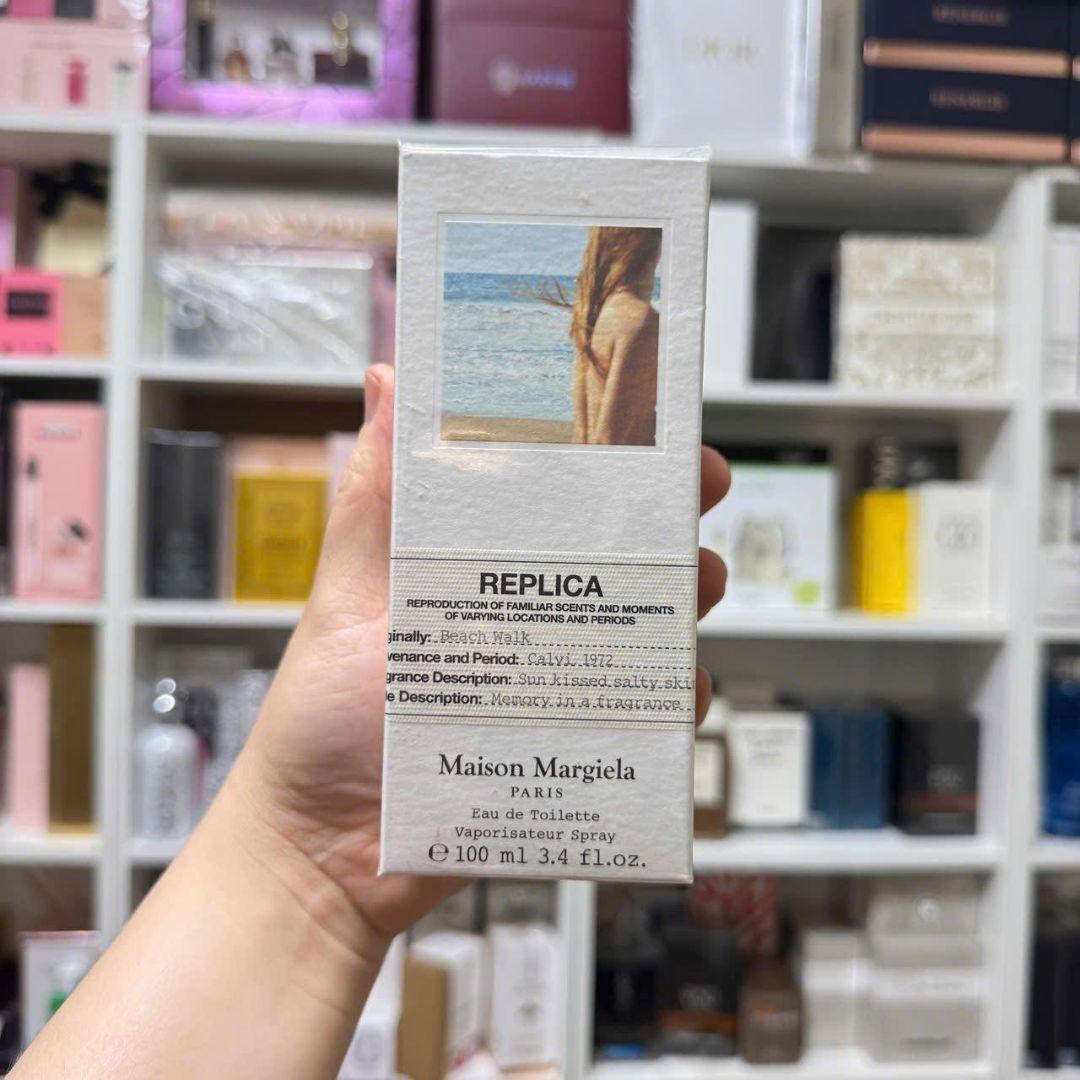 DIOR
REPLICA
REPRODUCTION OF FAMILIAR SCENTS AND MOMENTS
OF VARYING LOCATIONS AND PERIODS
ginally: Beach Walk
venance and Period: Calvi 1972
grance Description: Sun kissed salty ski
e Description: Memory in a fragrance
Maison Margiela
PARIS
Eau de Toilette
Vaporisateur Spray
℮ 100 ml 3.4 fl.oz.